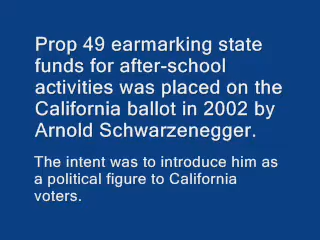 Prop 49 earmarking state
funds for after-school
activities was placed on the
California ballot in 2002 by
Arnold Schwarzenegger.
The intent was to introduce him as
a political figure to California
voters.